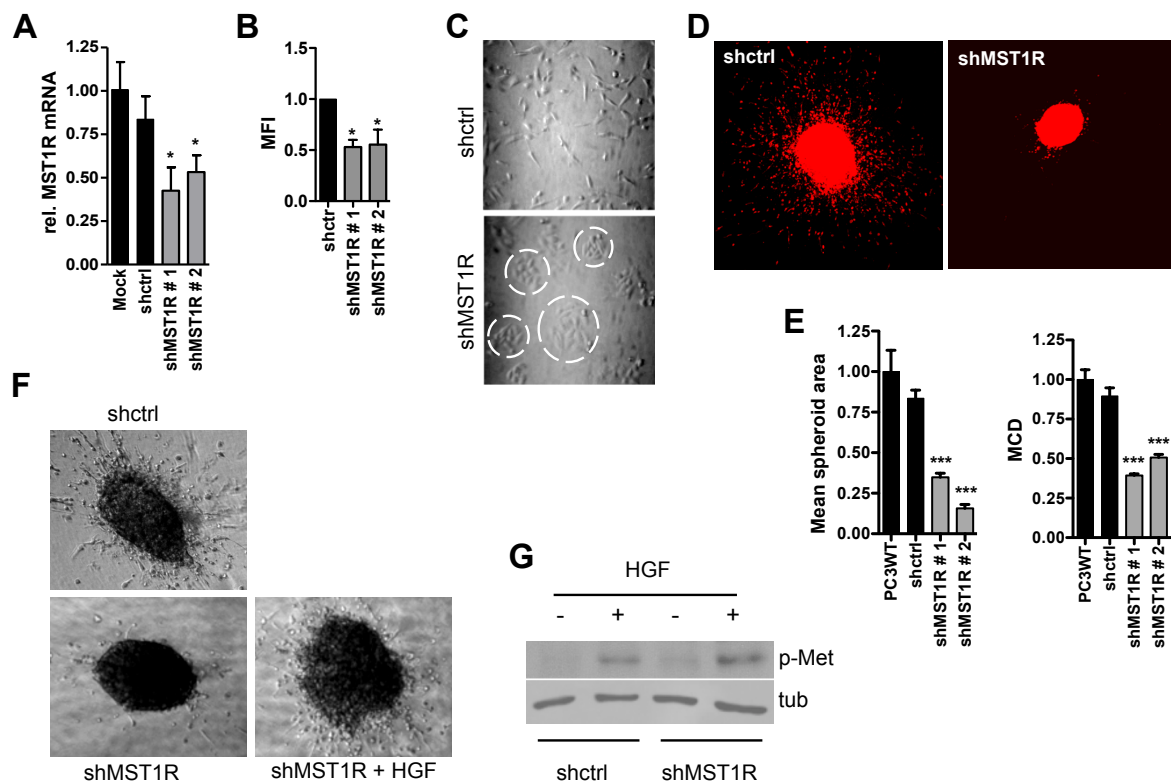 A
rel. MST1R mRNA
1.25
1.00
0.75
0.50
0.25
0.00
*
*
Mock
shctrl
shMST1R # 1
shMST1R # 2
B
MFI
1.5
1.0
0.5
0.0
*
*
shctr
shMST1R # 1
shMST1R # 2
C
shctrl
shMST1R
D
shctrl
shMST1R
E
Mean spheroid area
1.25
1.00
0.75
0.50
0.25
0.00
***
***
PC3WT
shctrl
shMST1R # 1
shMST1R # 2
MCD
1.25
1.00
0.75
0.50
0.25
0.00
***
***
PC3WT
shctrl
shMST1R # 1
shMST1R # 2
F
shctrl
shMST1R
shMST1R + HGF
G
HGF
- + - +
p-Met
tub
shctrl
shMST1R